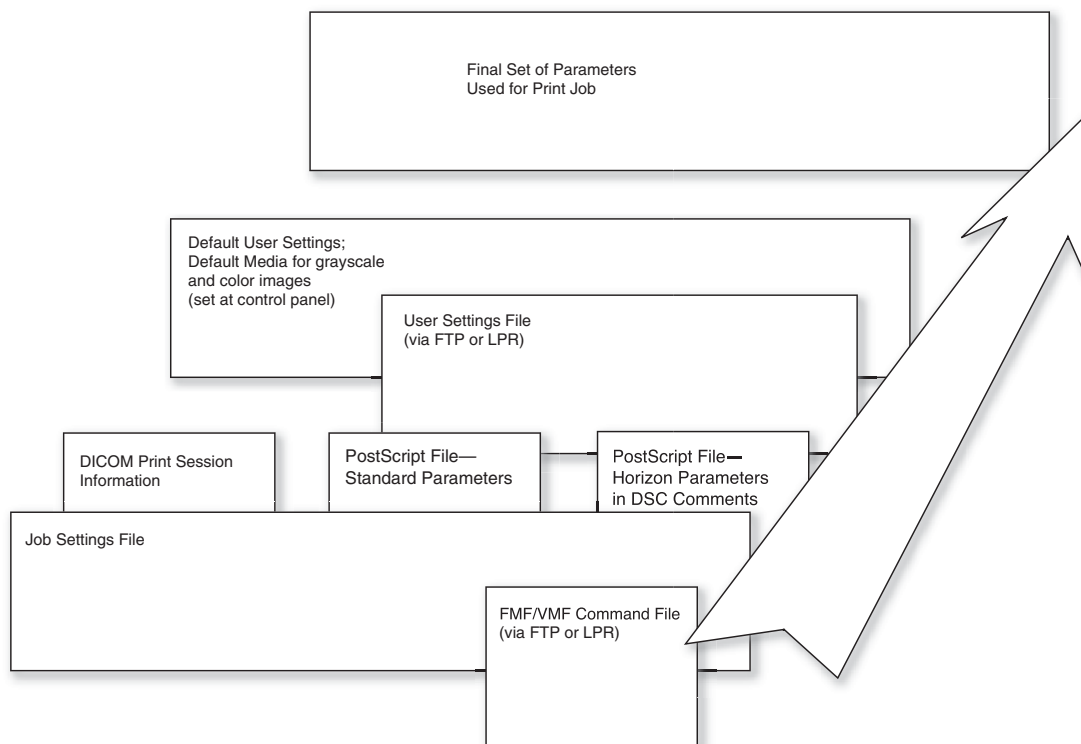 Final Set of Parameters
Used for Print Job
Default User Settings;
Default Media for grayscale
and color images
(set at control panel)
User Settings File
(via FTP or LPR)
DICOM Print Session
Information
PostScript File—
Standard Parameters
PostScript File—
Horizon Parameters
in DSC Comments
Job Settings File
FMF/VMF Command File
(via FTP or LPR)